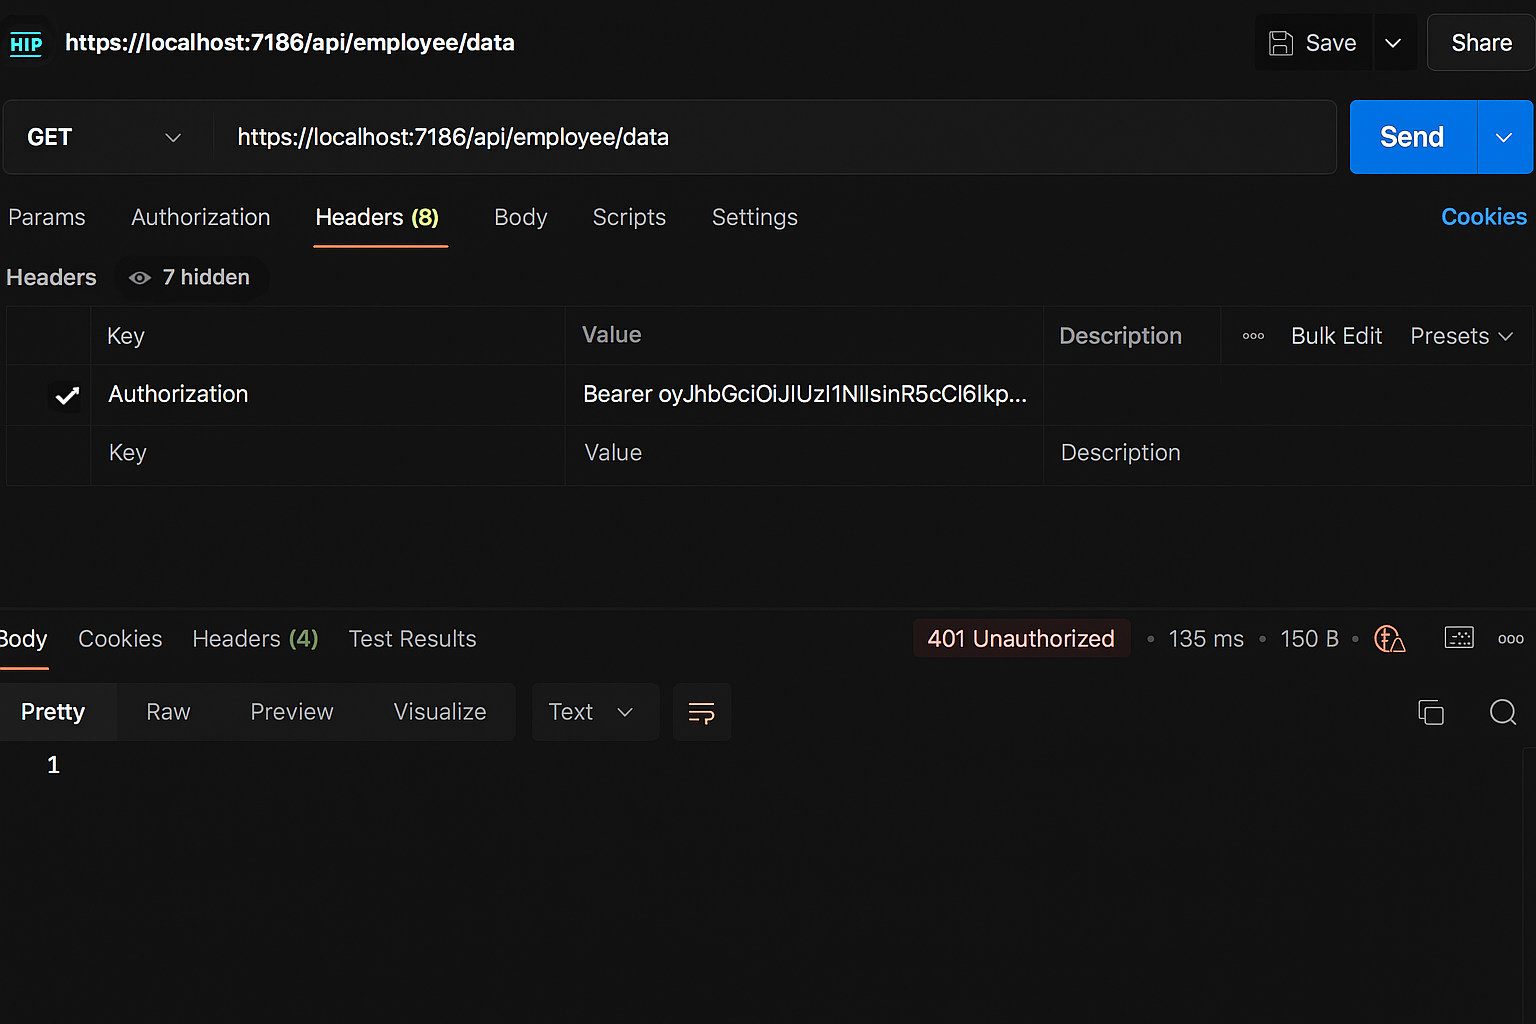 HIP https://localhost:7186/api/employee/data Save Share
GET https://localhost:7186/api/employee/data Send
Params Authorization Headers (8) Body Scripts Settings Cookies
Headers 7 hidden
Key Value Description ooo Bulk Edit Presets
Authorization Bearer oyJhbGciOiJIUzI1NIIsinR5cCI6Ikp...
Key Value Description
Body Cookies Headers (4) Test Results 401 Unauthorized • 135 ms • 150 B • ooo
Pretty Raw Preview Visualize Text
1